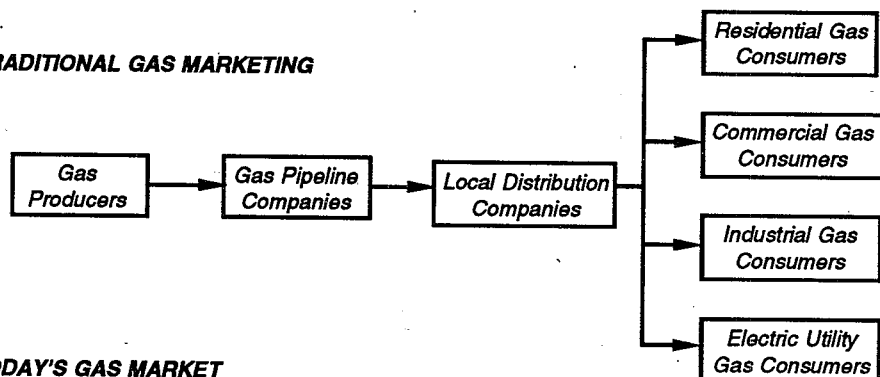 RADITIONAL GAS MARKETING
Residential Gas
Consumers
Commercial Gas
Consumers
Gas
Producers
Gas Pipeline
Companies
Local Distribution
Companies
Industrial Gas
Consumers
Electric Utility
Gas Consumers
ODAY'S GAS MARKET